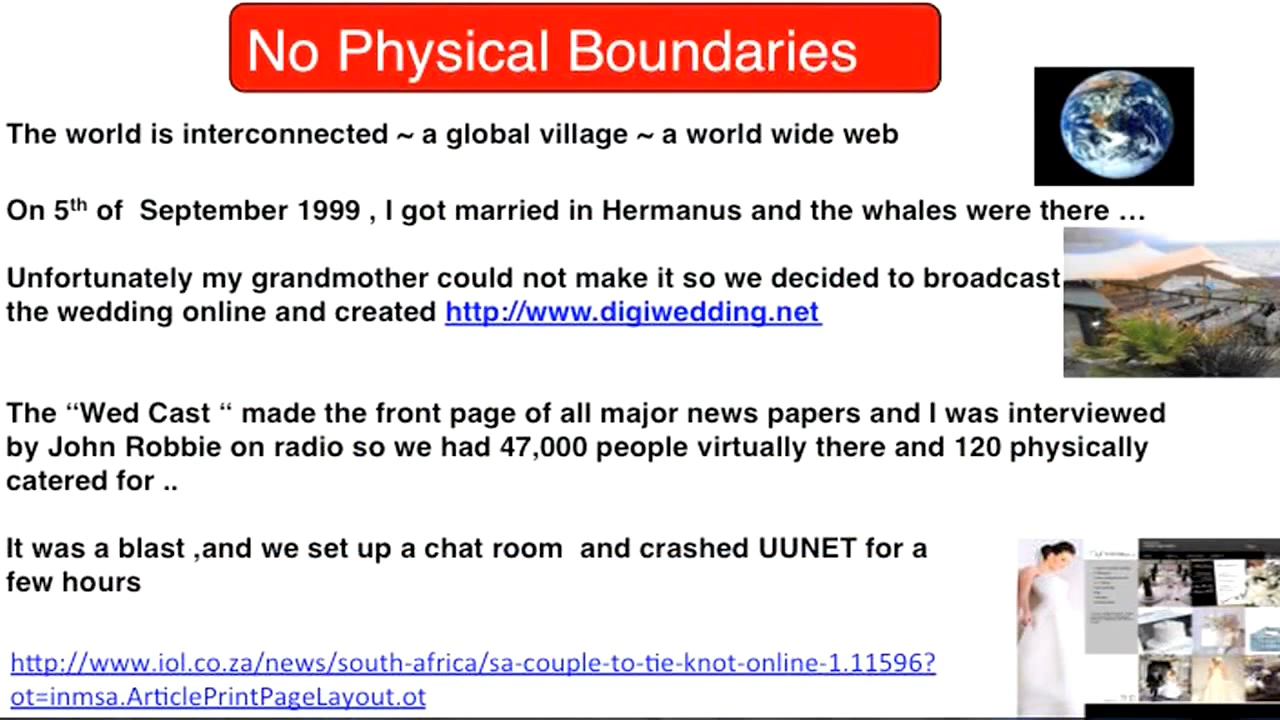 No Physical Boundaries
The world is interconnected ~ a global village ~ a world wide web
On 5th of  September 1999 , I got married in Hermanus and the whales were there …
Unfortunately my grandmother could not make it so we decided to broadcast
the wedding online and created http://www.digiwedding.net
The “Wed Cast “ made the front page of all major news papers and I was interviewed
by John Robbie on radio so we had 47,000 people virtually there and 120 physically
catered for ..
It was a blast ,and we set up a chat room  and crashed UUNET for a
few hours
http://www.iol.co.za/news/south-africa/sa-couple-to-tie-knot-online-1.11596?
ot=inmsa.ArticlePrintPageLayout.ot